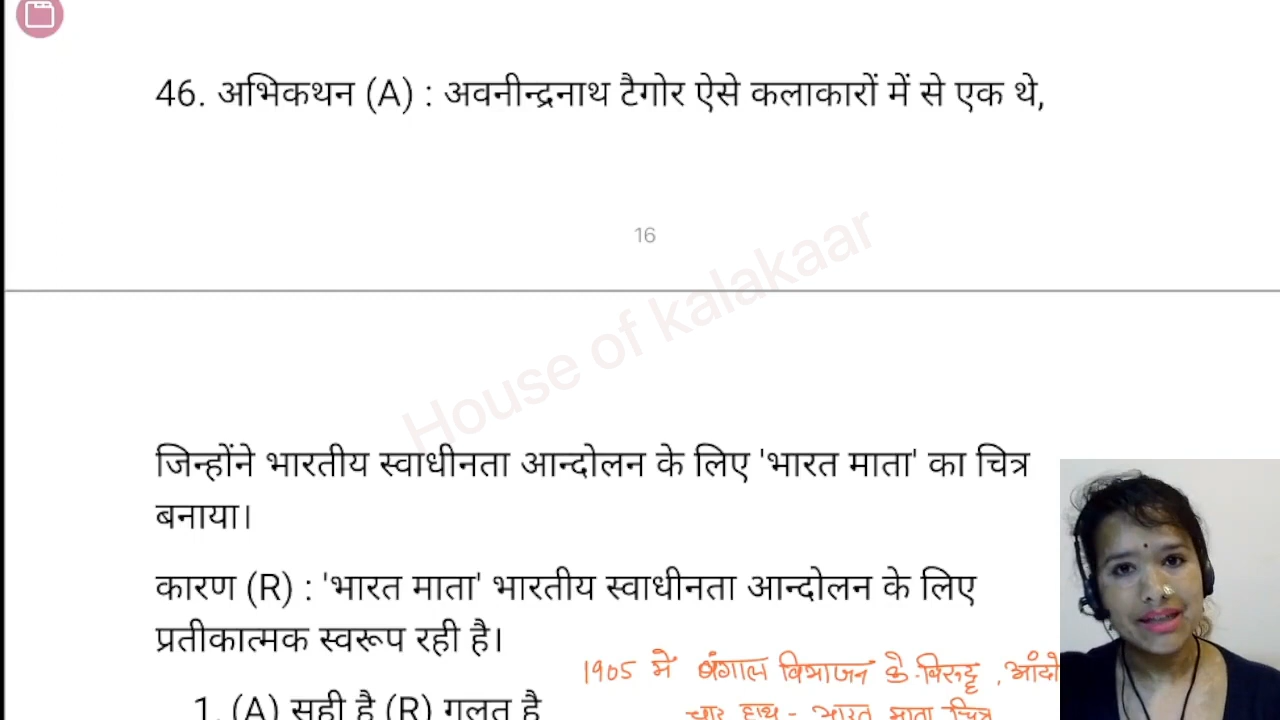 46. अभिकथन (A) : अवनीन्द्रनाथ टैगोर ऐसे कलाकारों में से एक थे,
16
House of kalakaar
जिन्होंने भारतीय स्वाधीनता आन्दोलन के लिए 'भारत माता' का चित्र
बनाया।
कारण (R) : 'भारत माता' भारतीय स्वाधीनता आन्दोलन के लिए
प्रतीकात्मक स्वरूप रही है।
1905 मे बंगाल विभाजन के विरुद्ध , आंदो
1. (A) सही है (R) गलत है
चार हाथ - भारत माता चित्र